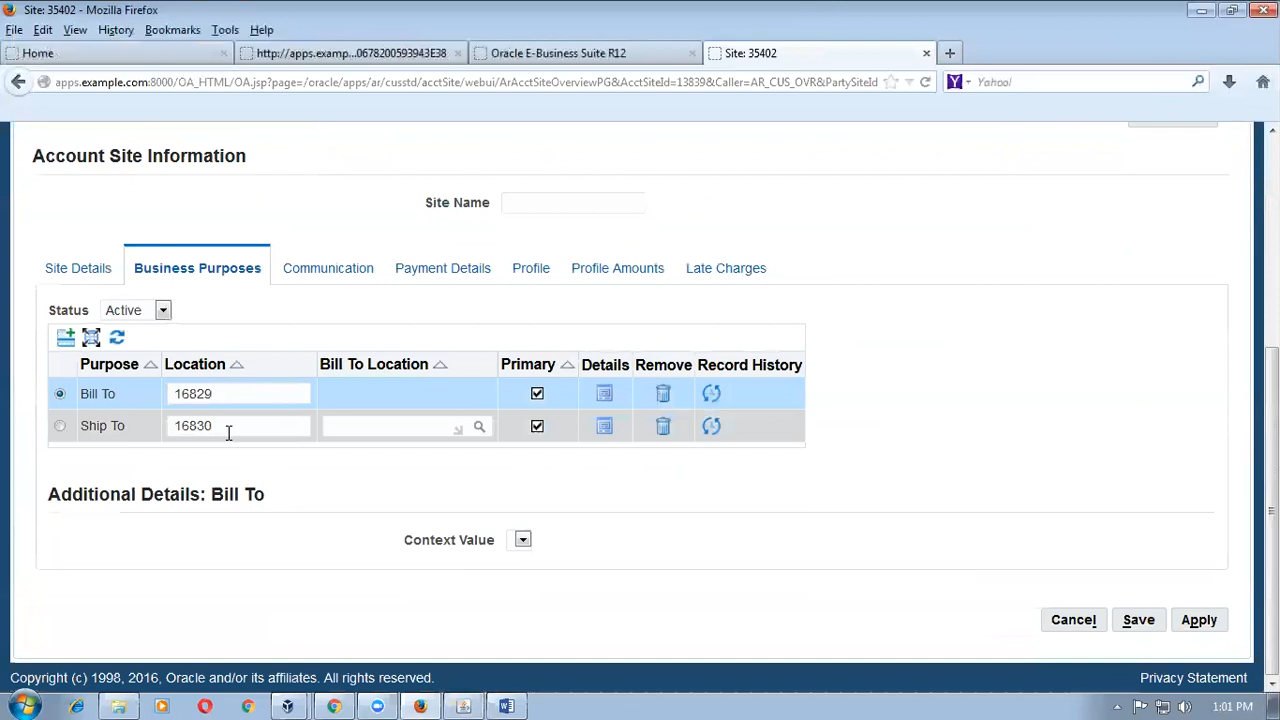 Site: 35402 - Mozilla Firefox
File Edit View History Bookmarks Tools Help
Home
http://apps.examp...0678200593943E38
Oracle E-Business Suite R12
Site: 35402
apps.example.com:8000/OA_HTML/OA.jsp?page=/oracle/apps/ar/cusstd/acctSite/webui/ArAcctSiteOverviewPG&AcctSiteId=13839&Caller=AR_CUS_OVR&PartySiteId
Yahoo!
Account Site Information
Site Name
Site Details Business Purposes Communication Payment Details Profile Profile Amounts Late Charges
Status Active
Purpose Location Bill To Location Primary Details Remove Record History
Bill To 16829
Ship To 16830
Additional Details: Bill To
Context Value
Cancel Save Apply
Copyright (c) 1998, 2016, Oracle and/or its affiliates. All rights reserved. Privacy Statement
1:01 PM